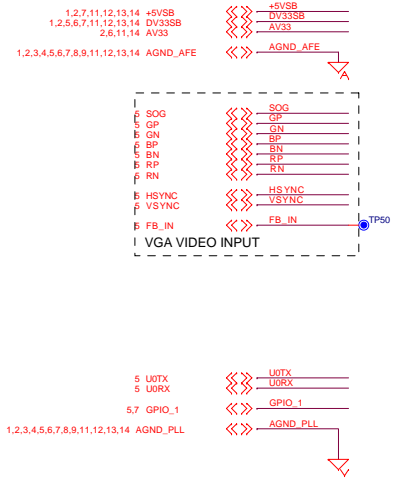 1,2,7,11,12,13,14 +5VSB +5VSB
1,2,5,6,7,11,12,13,14 DV33SB DV33SB
2,6,11,14 AV33 AV33
1,2,3,4,5,6,7,8,9,11,12,13,14 AGND_AFE AGND_AFE
A
5 SOG SOG
5 GP GP
5 GN GN
5 BP BP
5 BN BN
5 RP RP
5 RN RN
5 HSYNC HSYNC
5 VSYNC VSYNC
5 FB_IN FB_IN TP50
VGA VIDEO INPUT
5 U0TX U0TX
5 U0RX U0RX
5,7 GPIO_1 GPIO_1
1,2,3,4,5,6,7,8,9,11,12,13,14 AGND_PLL AGND_PLL